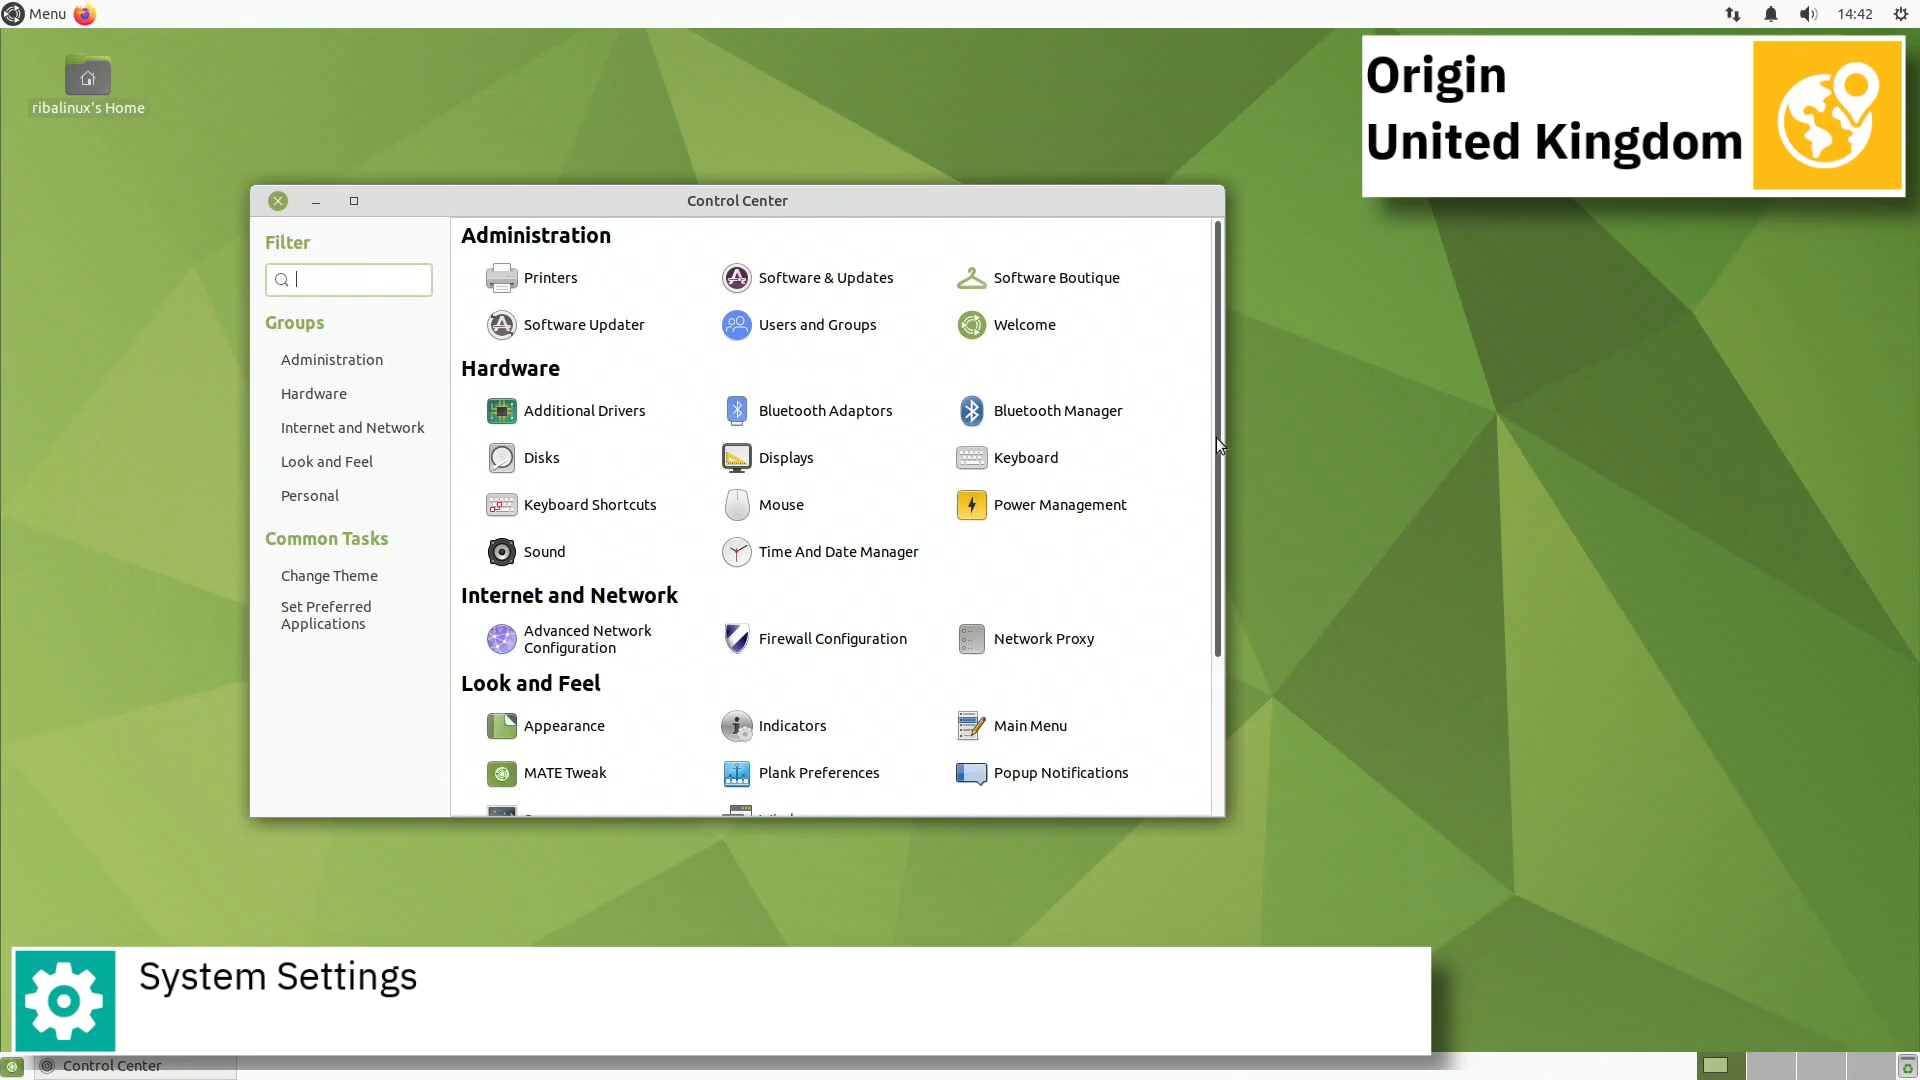 Menu
14:42
ribalinux's Home
Origin
United Kingdom
Control Center
Filter
Groups
Administration
Hardware
Internet and Network
Look and Feel
Personal
Common Tasks
Change Theme
Set Preferred
Applications
Administration
Printers
Software & Updates
Software Boutique
Software Updater
Users and Groups
Welcome
Hardware
Additional Drivers
Bluetooth Adaptors
Bluetooth Manager
Disks
Displays
Keyboard
Keyboard Shortcuts
Mouse
Power Management
Sound
Time And Date Manager
Internet and Network
Advanced Network
Configuration
Firewall Configuration
Network Proxy
Look and Feel
Appearance
Indicators
Main Menu
MATE Tweak
Plank Preferences
Popup Notifications
System Settings
Control Center